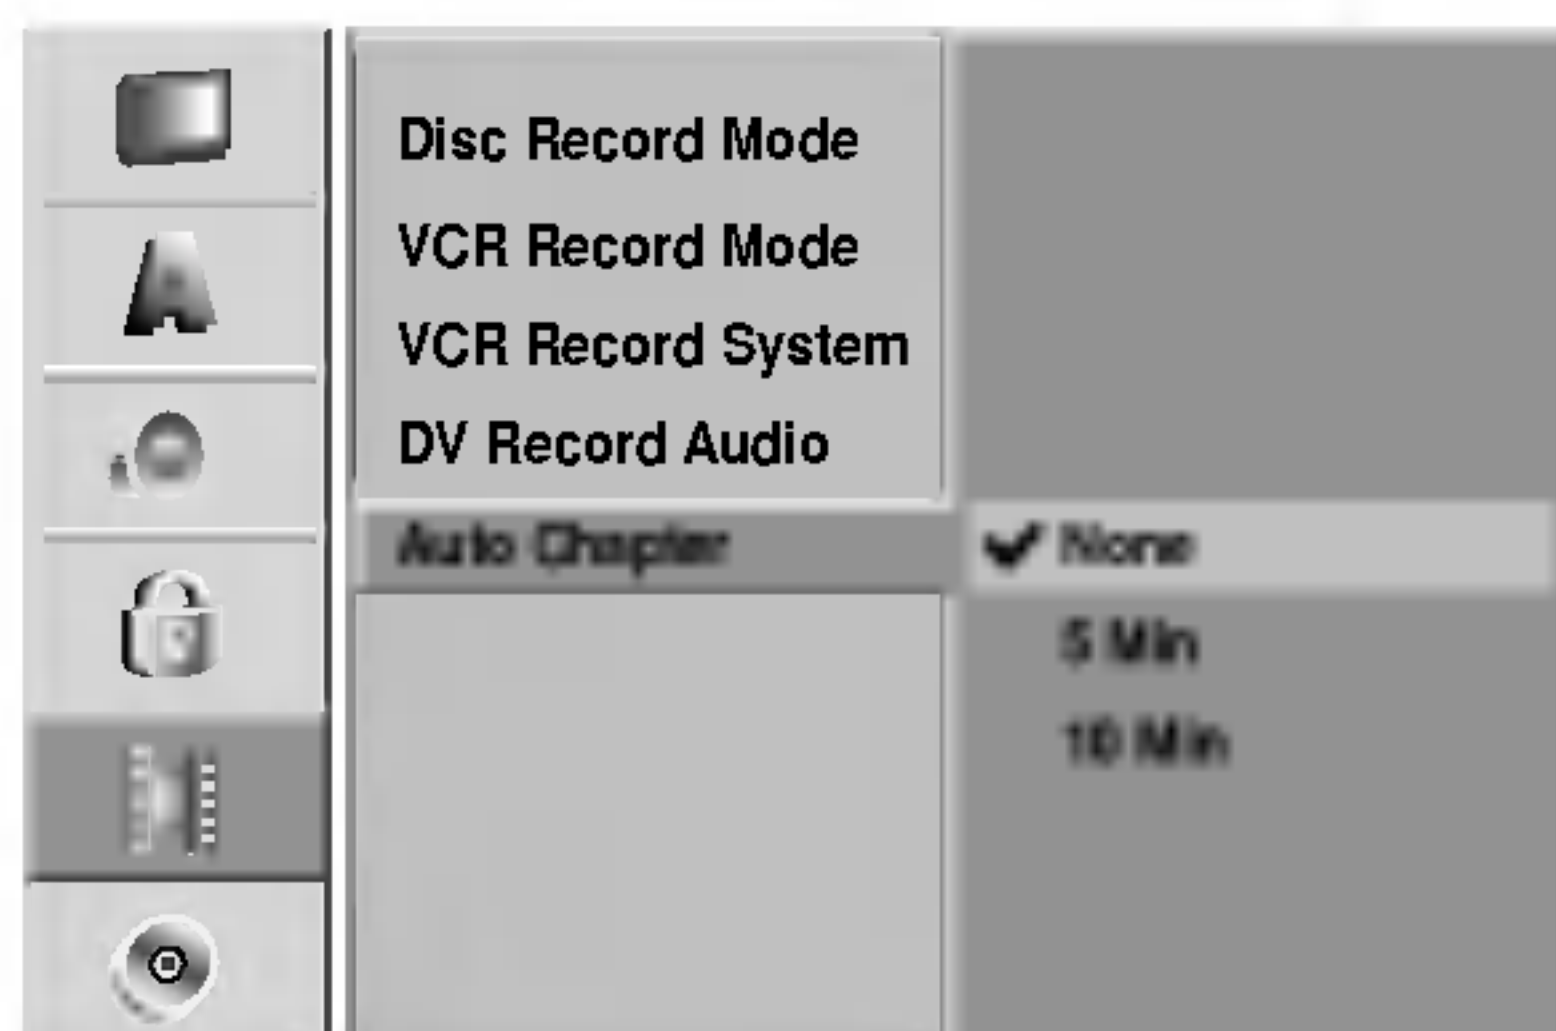 Disc Record Mode
VCR Record Mode
VCR Record System
DV Record Audio
Auto Chapter
None
5 Min
10 Min